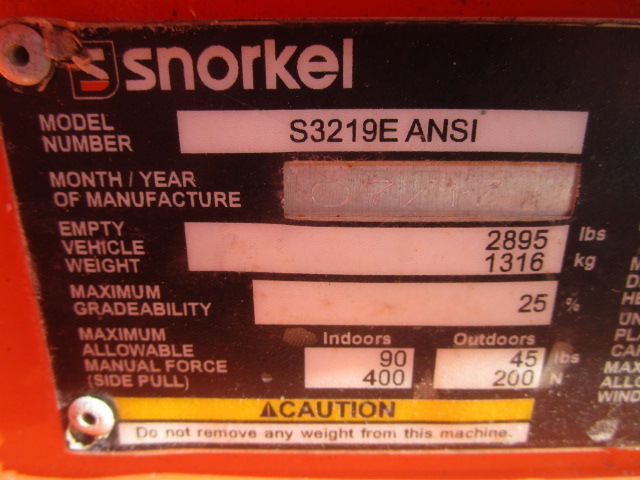 snorkel
MODEL NUMBER S3219E ANSI
MONTH / YEAR OF MANUFACTURE
EMPTY VEHICLE WEIGHT 2895 lbs
1316 kg
MAXIMUM GRADEABILITY 25 %
Indoors Outdoors
MAXIMUM ALLOWABLE MANUAL FORCE (SIDE PULL) 90 45 lbs
400 200 N
CAUTION
Do not remove any weight from this machine.